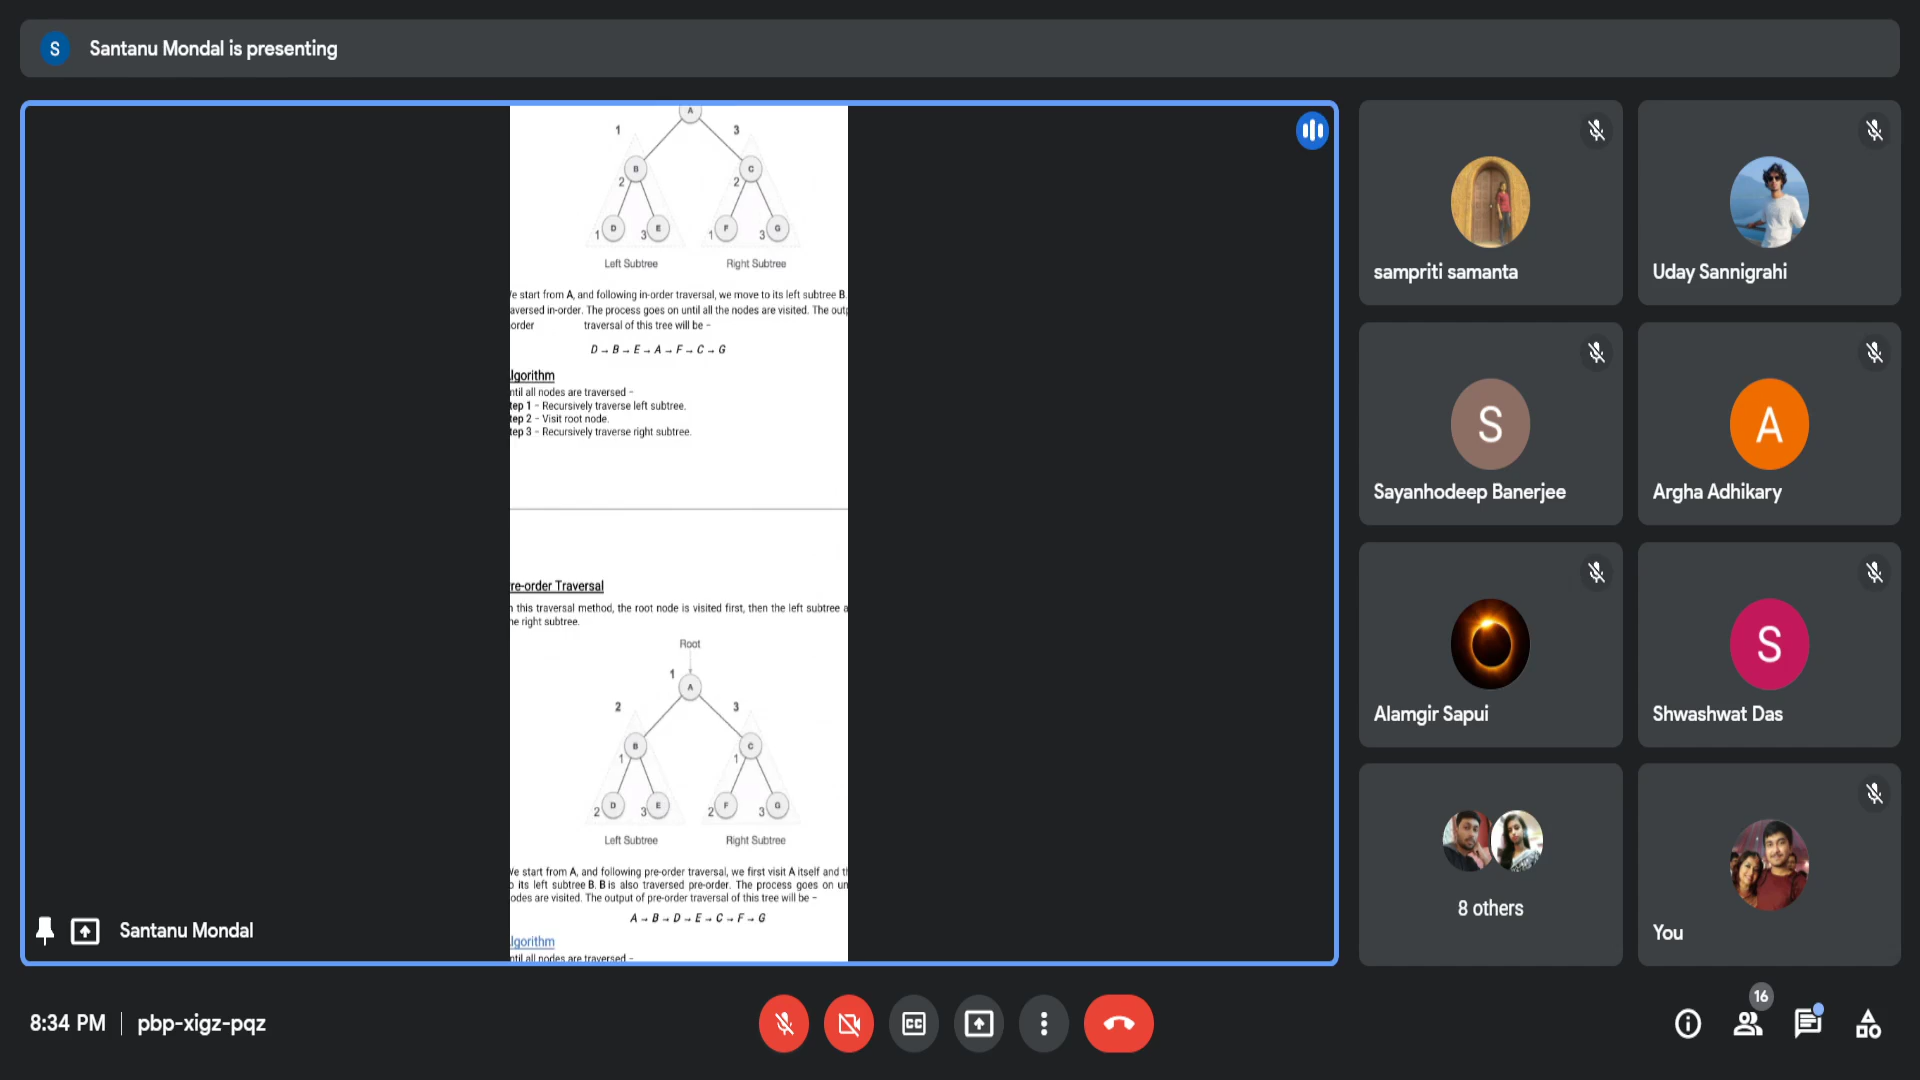 S Santanu Mondal is presenting
A
1 3
B C
2 2
D E F G
1 3 1 3
Left Subtree Right Subtree
e start from A, and following in-order traversal, we move to its left subtree B.
aversed in-order. The process goes on until all the nodes are visited. The
order traversal of this tree will be –
D → B → E → A → F → C → G
lgorithm
ntil all nodes are traversed –
tep 1 – Recursively traverse left subtree.
tep 2 – Visit root node.
tep 3 – Recursively traverse right subtree.
re-order Traversal
this traversal method, the root node is visited first, then the left subtree a
he right subtree.
Root
1
A
2 3
B C
1 1
D E F G
2 3 2 3
Left Subtree Right Subtree
e start from A, and following pre-order traversal, we first visit A itself and th
its left subtree B. B is also traversed pre-order. The process goes on un
odes are visited. The output of pre-order traversal of this tree will be –
A → B → D → E → C → F → G
lgorithm
ntil all nodes are traversed –
Santanu Mondal
sampriti samanta
Uday Sannigrahi
S
Sayanhodeep Banerjee
A
Argha Adhikary
Alamgir Sapui
S
Shwashwat Das
8 others
You
8:34 PM | pbp-xigz-pqz
CC
16